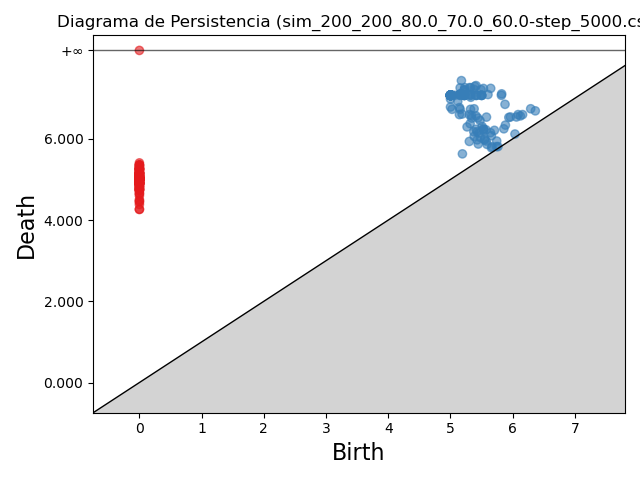 Diagrama de Persistencia (sim_200_200_80.0_70.0_60.0-step_5000.cs
+∞
6.000
4.000
2.000
0.000
Death
0 1 2 3 4 5 6 7
Birth